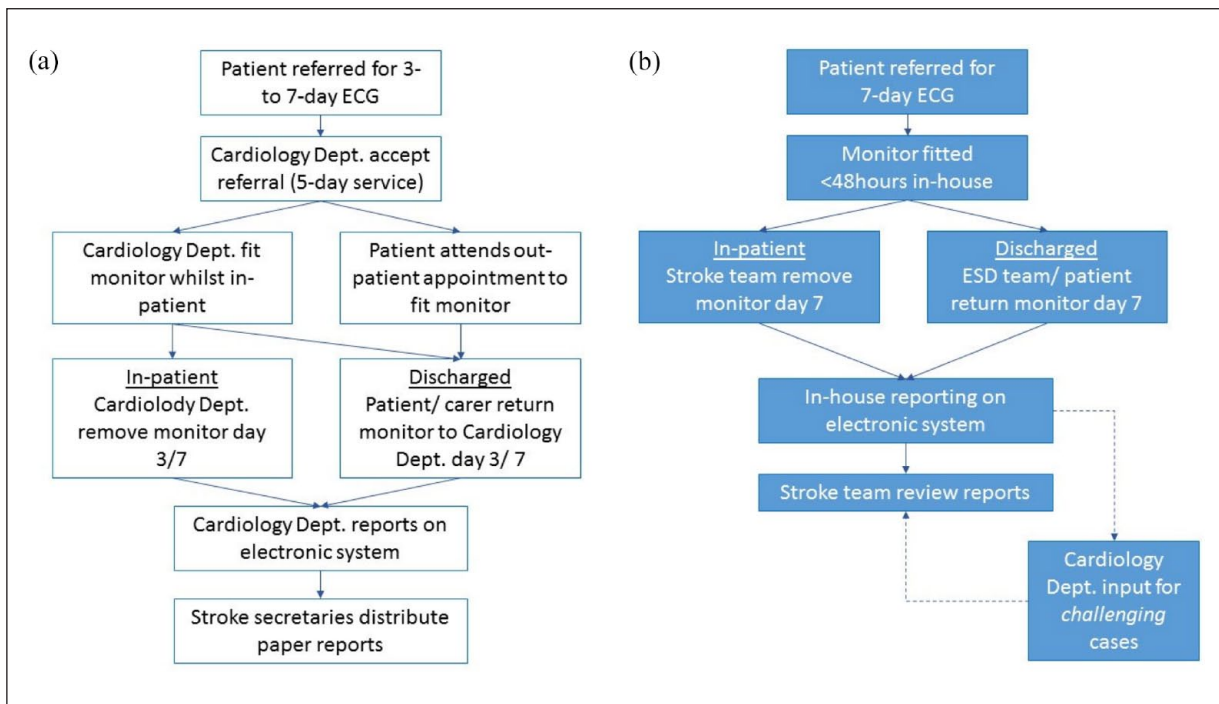 (a)
Patient referred for 3-
to 7-day ECG
Cardiology Dept. accept
referral (5-day service)
Cardiology Dept. fit
monitor whilst in-
patient
Patient attends out-
patient appointment to
fit monitor
In-patient
Cardiolody Dept.
remove monitor day
3/7
Discharged
Patient/ carer return
monitor to Cardiology
Dept. day 3/ 7
Cardiology Dept. reports on
electronic system
Stroke secretaries distribute
paper reports
(b)
Patient referred for
7-day ECG
Monitor fitted
<48hours in-house
In-patient
Stroke team remove
monitor day 7
Discharged
ESD team/ patient
return monitor day 7
In-house reporting on
electronic system
Stroke team review reports
Cardiology
Dept. input for
challenging
cases